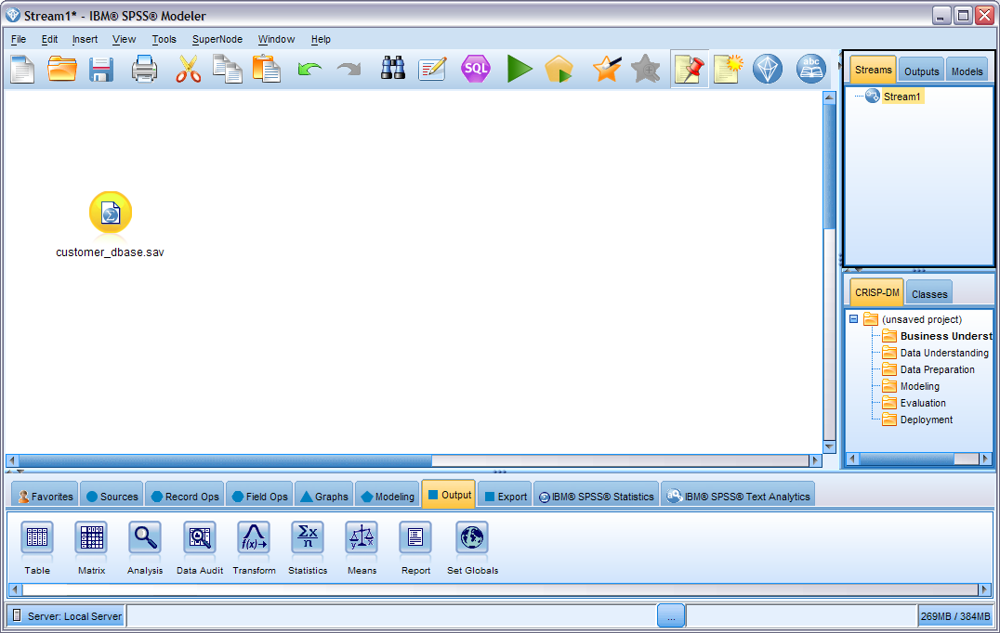 Stream1* - IBM® SPSS® Modeler
File Edit Insert View Tools SuperNode Window Help
SQL
abc
Streams Outputs Models
Stream1
customer_dbase.sav
CRISP-DM Classes
(unsaved project)
Business Underst
Data Understanding
Data Preparation
Modeling
Evaluation
Deployment
Favorites Sources Record Ops Field Ops Graphs Modeling Output Export IBM® SPSS® Statistics IBM® SPSS® Text Analytics
f(x)
Σx
n
y x
Table Matrix Analysis Data Audit Transform Statistics Means Report Set Globals
Server: Local Server ... 269MB / 384MB